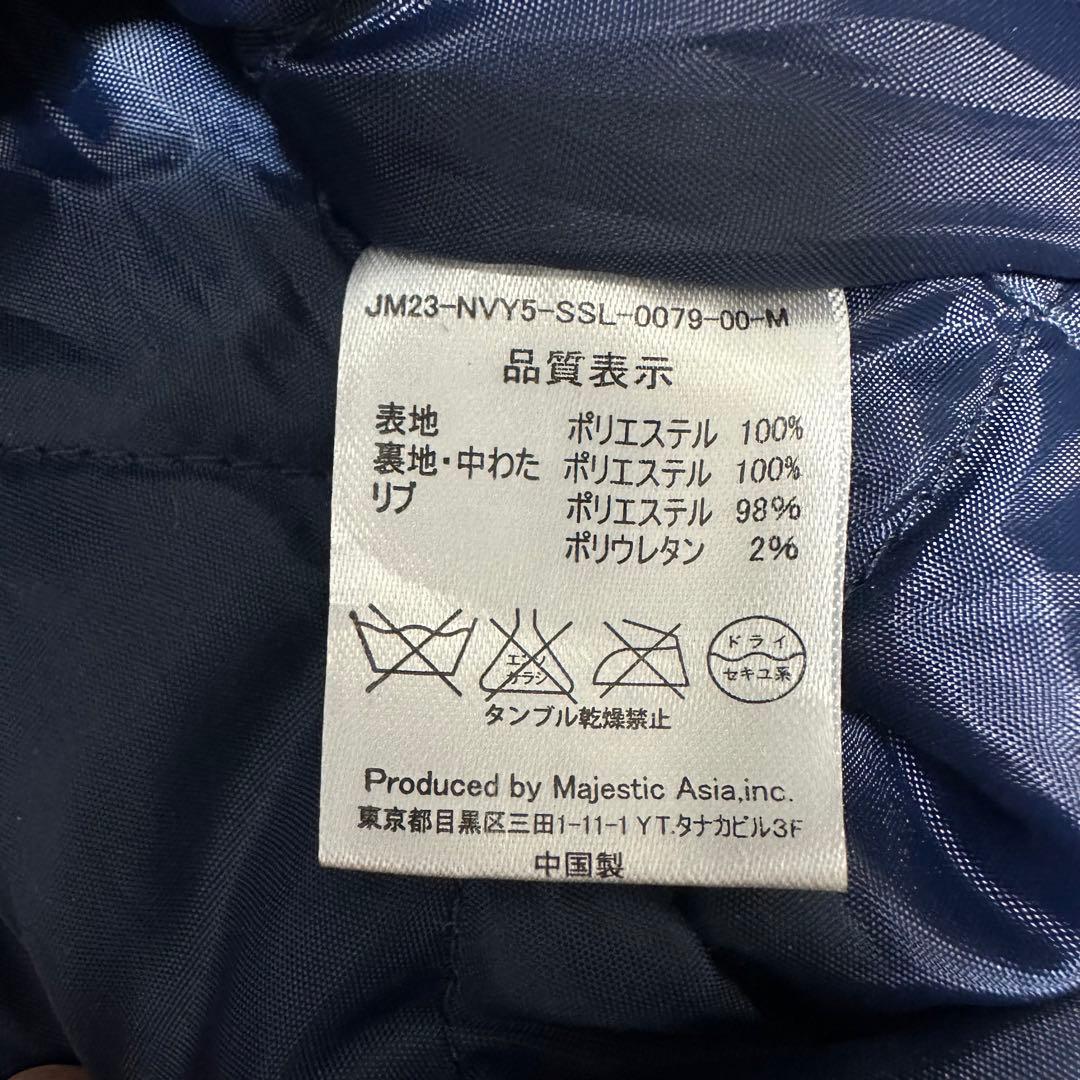 JM23-NVY5-SSL-0079-00-M
品質表示
表地 ポリエステル 100%
裏地・中わた ポリエステル 100%
リブ ポリエステル 98%
ポリウレタン 2%
エンソ
サラシ
ドライ
セキユ系
タンブル乾燥禁止
Produced by Majestic Asia,inc.
東京都目黒区三田1-11-1 Y.T.タナカビル3F
中国製